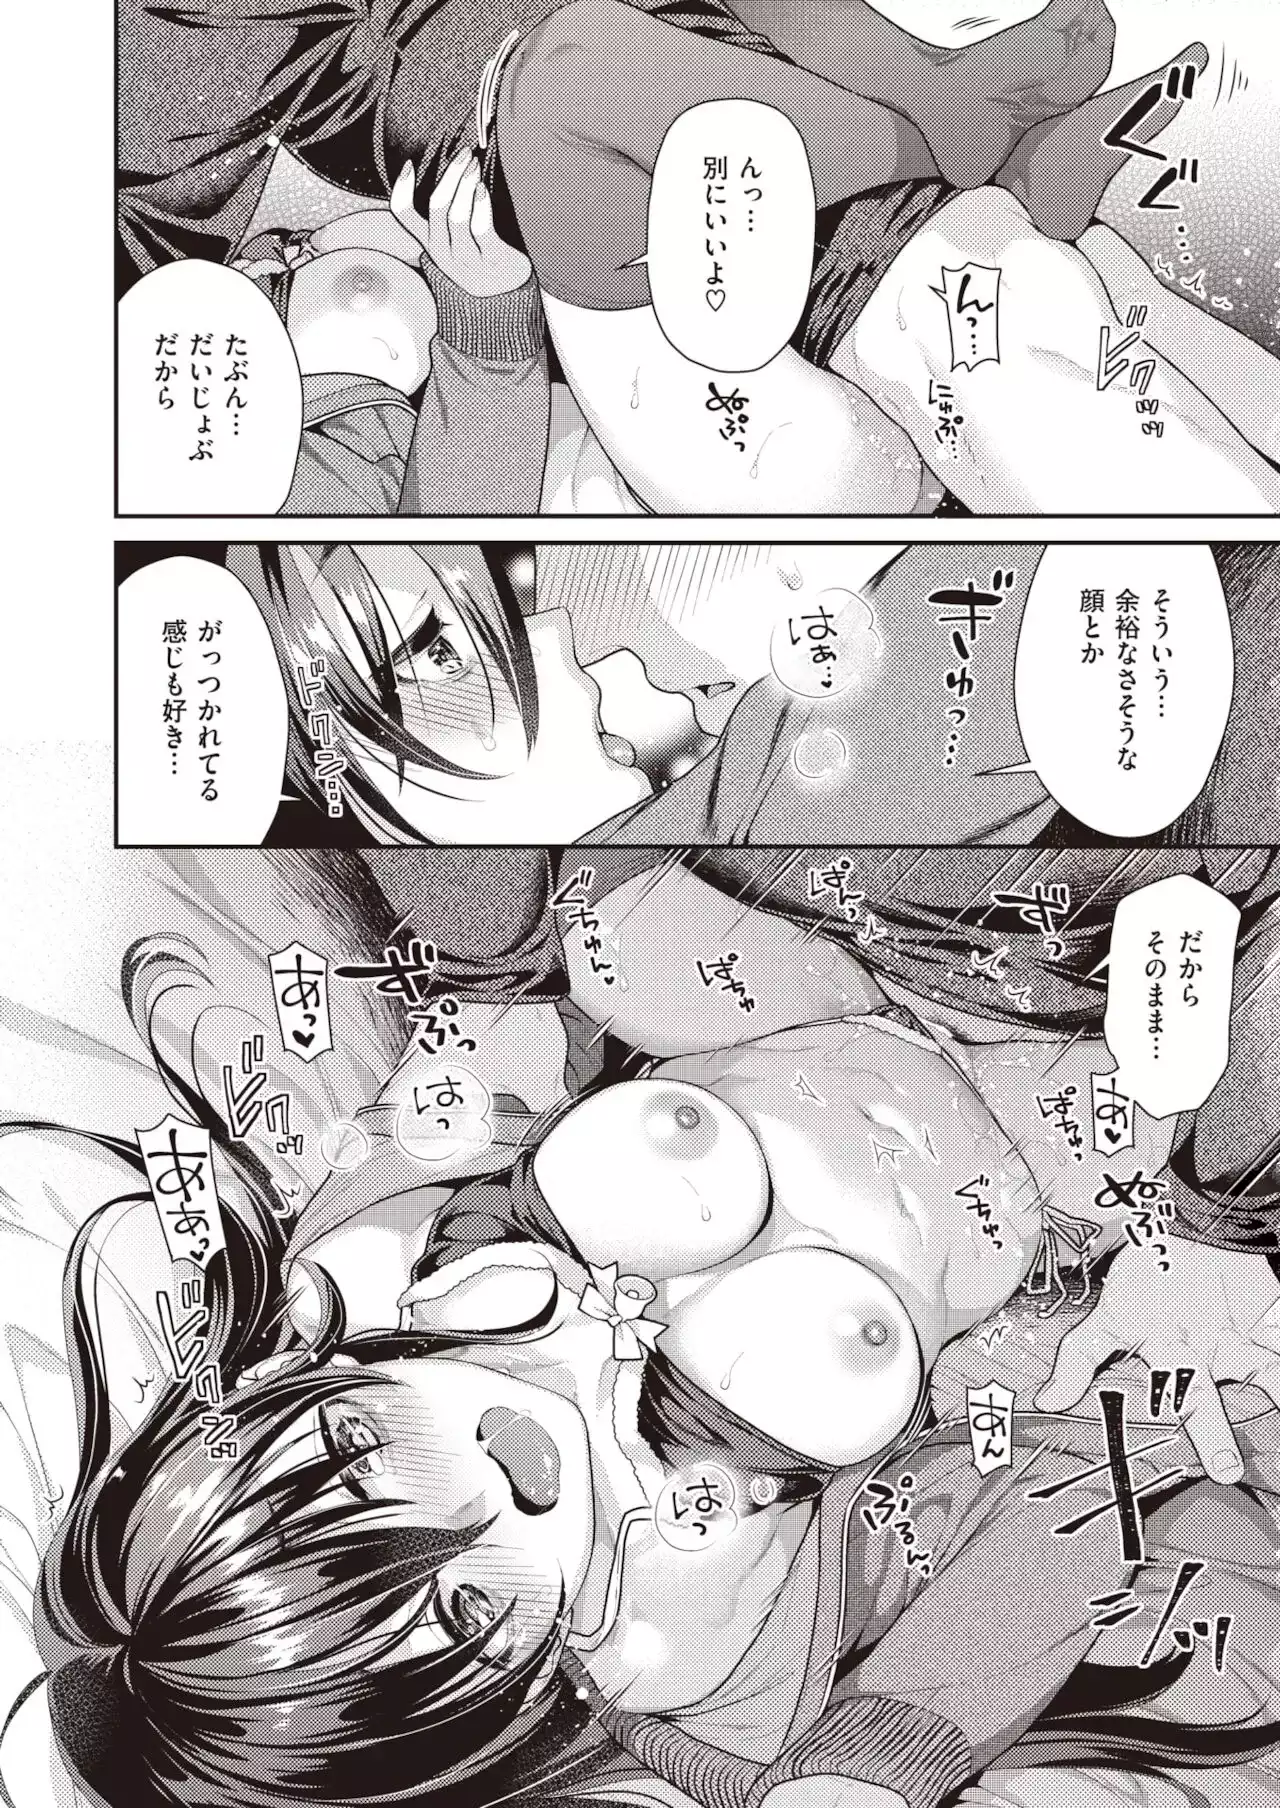 んっ…
別にいいよ♡
たぶん…
だいじょぶ
だから
ぐぐ
んっ…
ビクッ
にゅぷ…
ぬぷっ
そういう…
余裕なさそうな
顔とか
ぎゅっ…
はぁ…♥
がっつかれてる
感じも好き…
ドクン…
だから
そのまま…
ずっ
ぱんっ
ぱちゅ
ぐちゅん♥
ずぷっ
あっ♥
はっ
ビクッ
あぁっ♥
ビクンッ
あ♥
ぱちゅっ
ぬぷっ
ぐちゅっ
あん
ぷるんっ
はっ
ギシッ